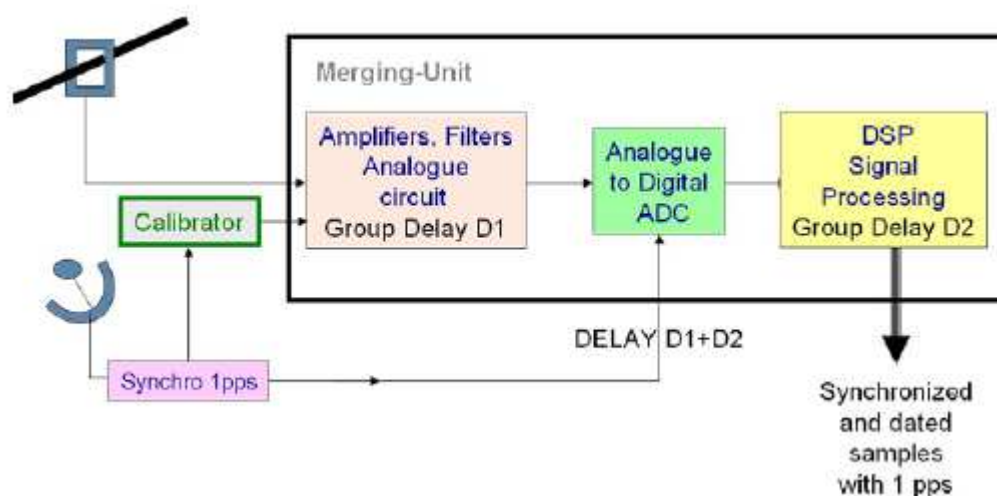 Merging-Unit
Amplifiers, Filters
Analogue
circuit
Group Delay D1
Analogue
to Digital
ADC
DSP
Signal
Processing
Group Delay D2
Calibrator
DELAY D1+D2
Synchro 1pps
Synchronized
and dated
samples
with 1 pps